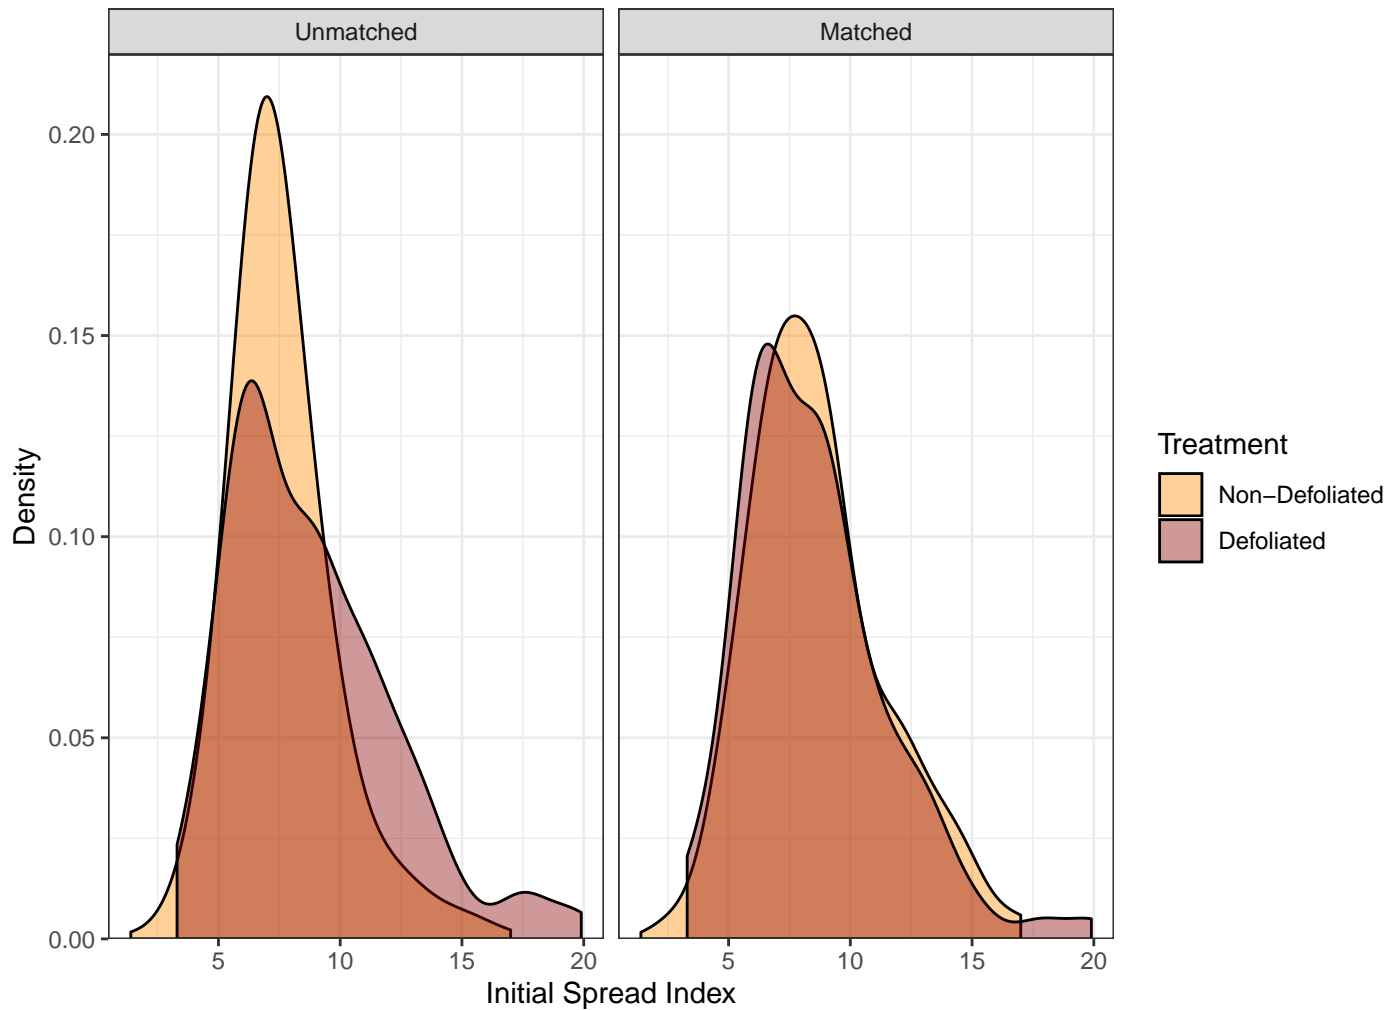 Unmatched
Matched
Density
0.20
0.15
0.10
0.05
0.00
5
10
15
20
5
10
15
20
Initial Spread Index
Treatment
Non−Defoliated
Defoliated